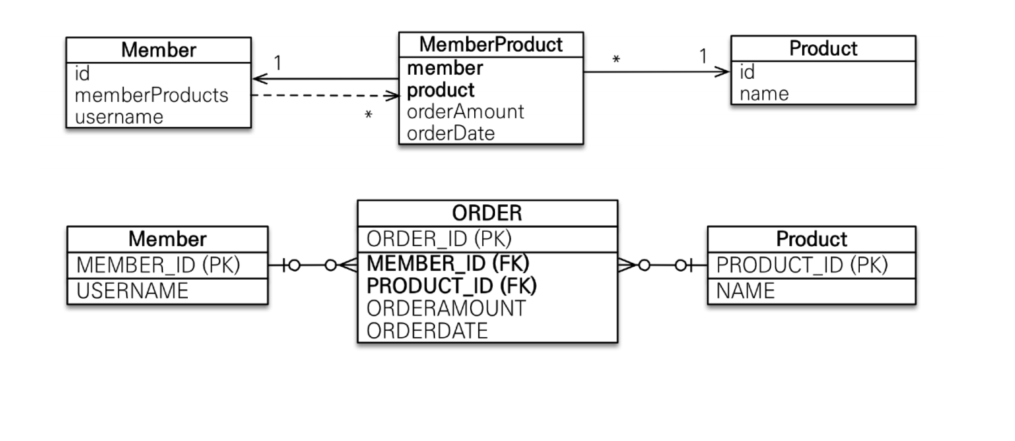 Member
id
memberProducts
username
1
*
MemberProduct
member
product
orderAmount
orderDate
*
1
Product
id
name
Member
MEMBER_ID (PK)
USERNAME
ORDER
ORDER_ID (PK)
MEMBER_ID (FK)
PRODUCT_ID (FK)
ORDERAMOUNT
ORDERDATE
Product
PRODUCT_ID (PK)
NAME